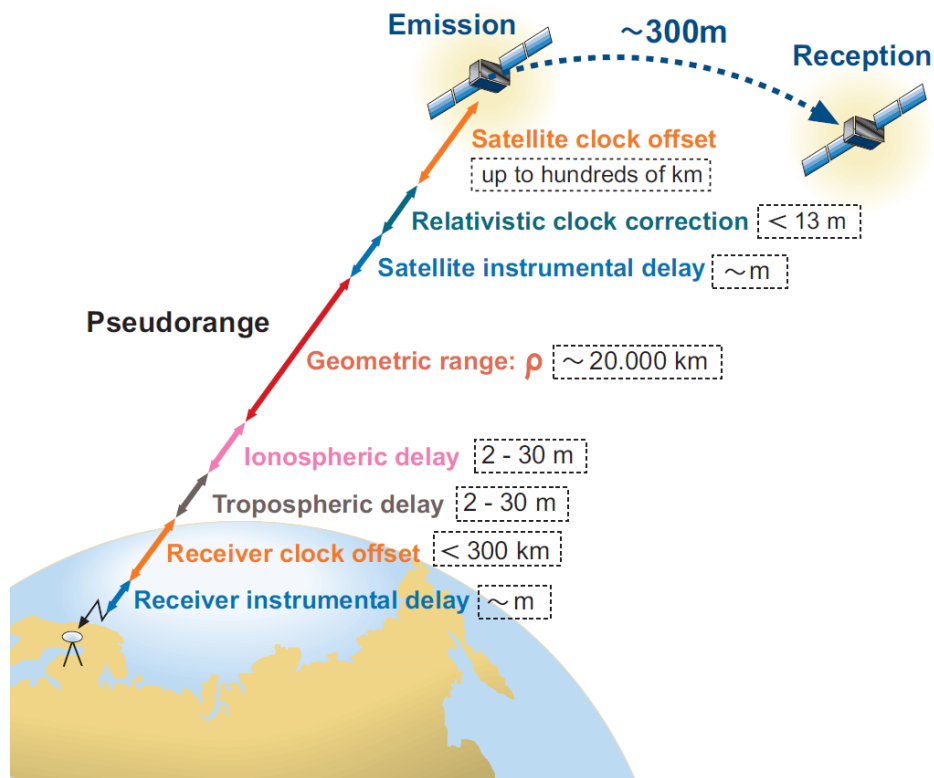 Emission
~300m
Reception
Satellite clock offset
up to hundreds of km
Relativistic clock correction < 13 m
Satellite instrumental delay ~m
Pseudorange
Geometric range: ρ ~ 20.000 km
Ionospheric delay 2 - 30 m
Tropospheric delay 2 - 30 m
Receiver clock offset < 300 km
Receiver instrumental delay ~m